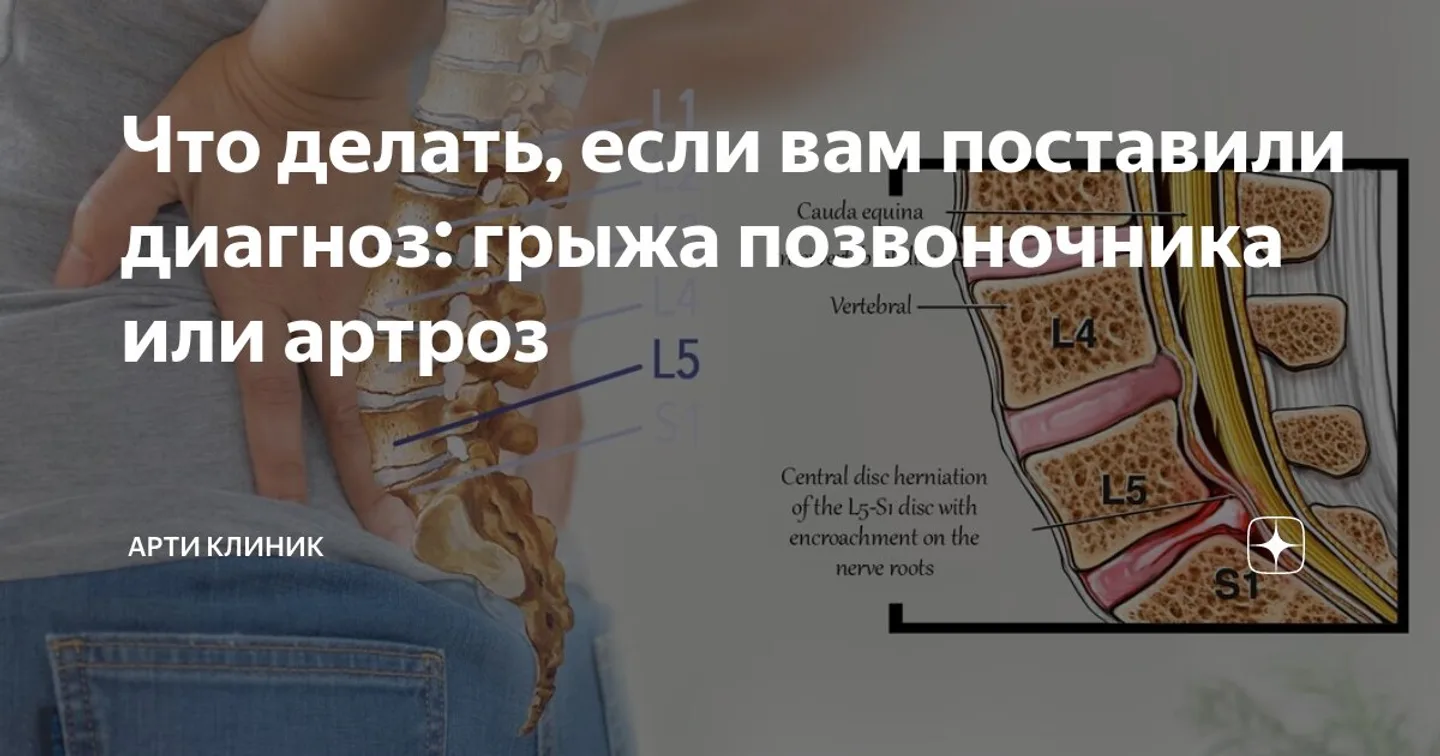 Что делать, если вам поставили
диагноз: грыжа позвоночника
или артроз
АРТИ КЛИНИК
L1
L2
L3
L4
L5
S1
Cauda equina
Vertebral
L4
L5
S1
Central disc herniation
of the L5-S1 disc with
encroachment on the
nerve roots